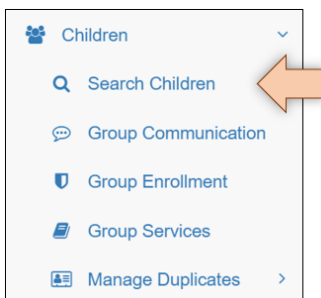 Children
Search Children
Group Communication
Group Enrollment
Group Services
Manage Duplicates